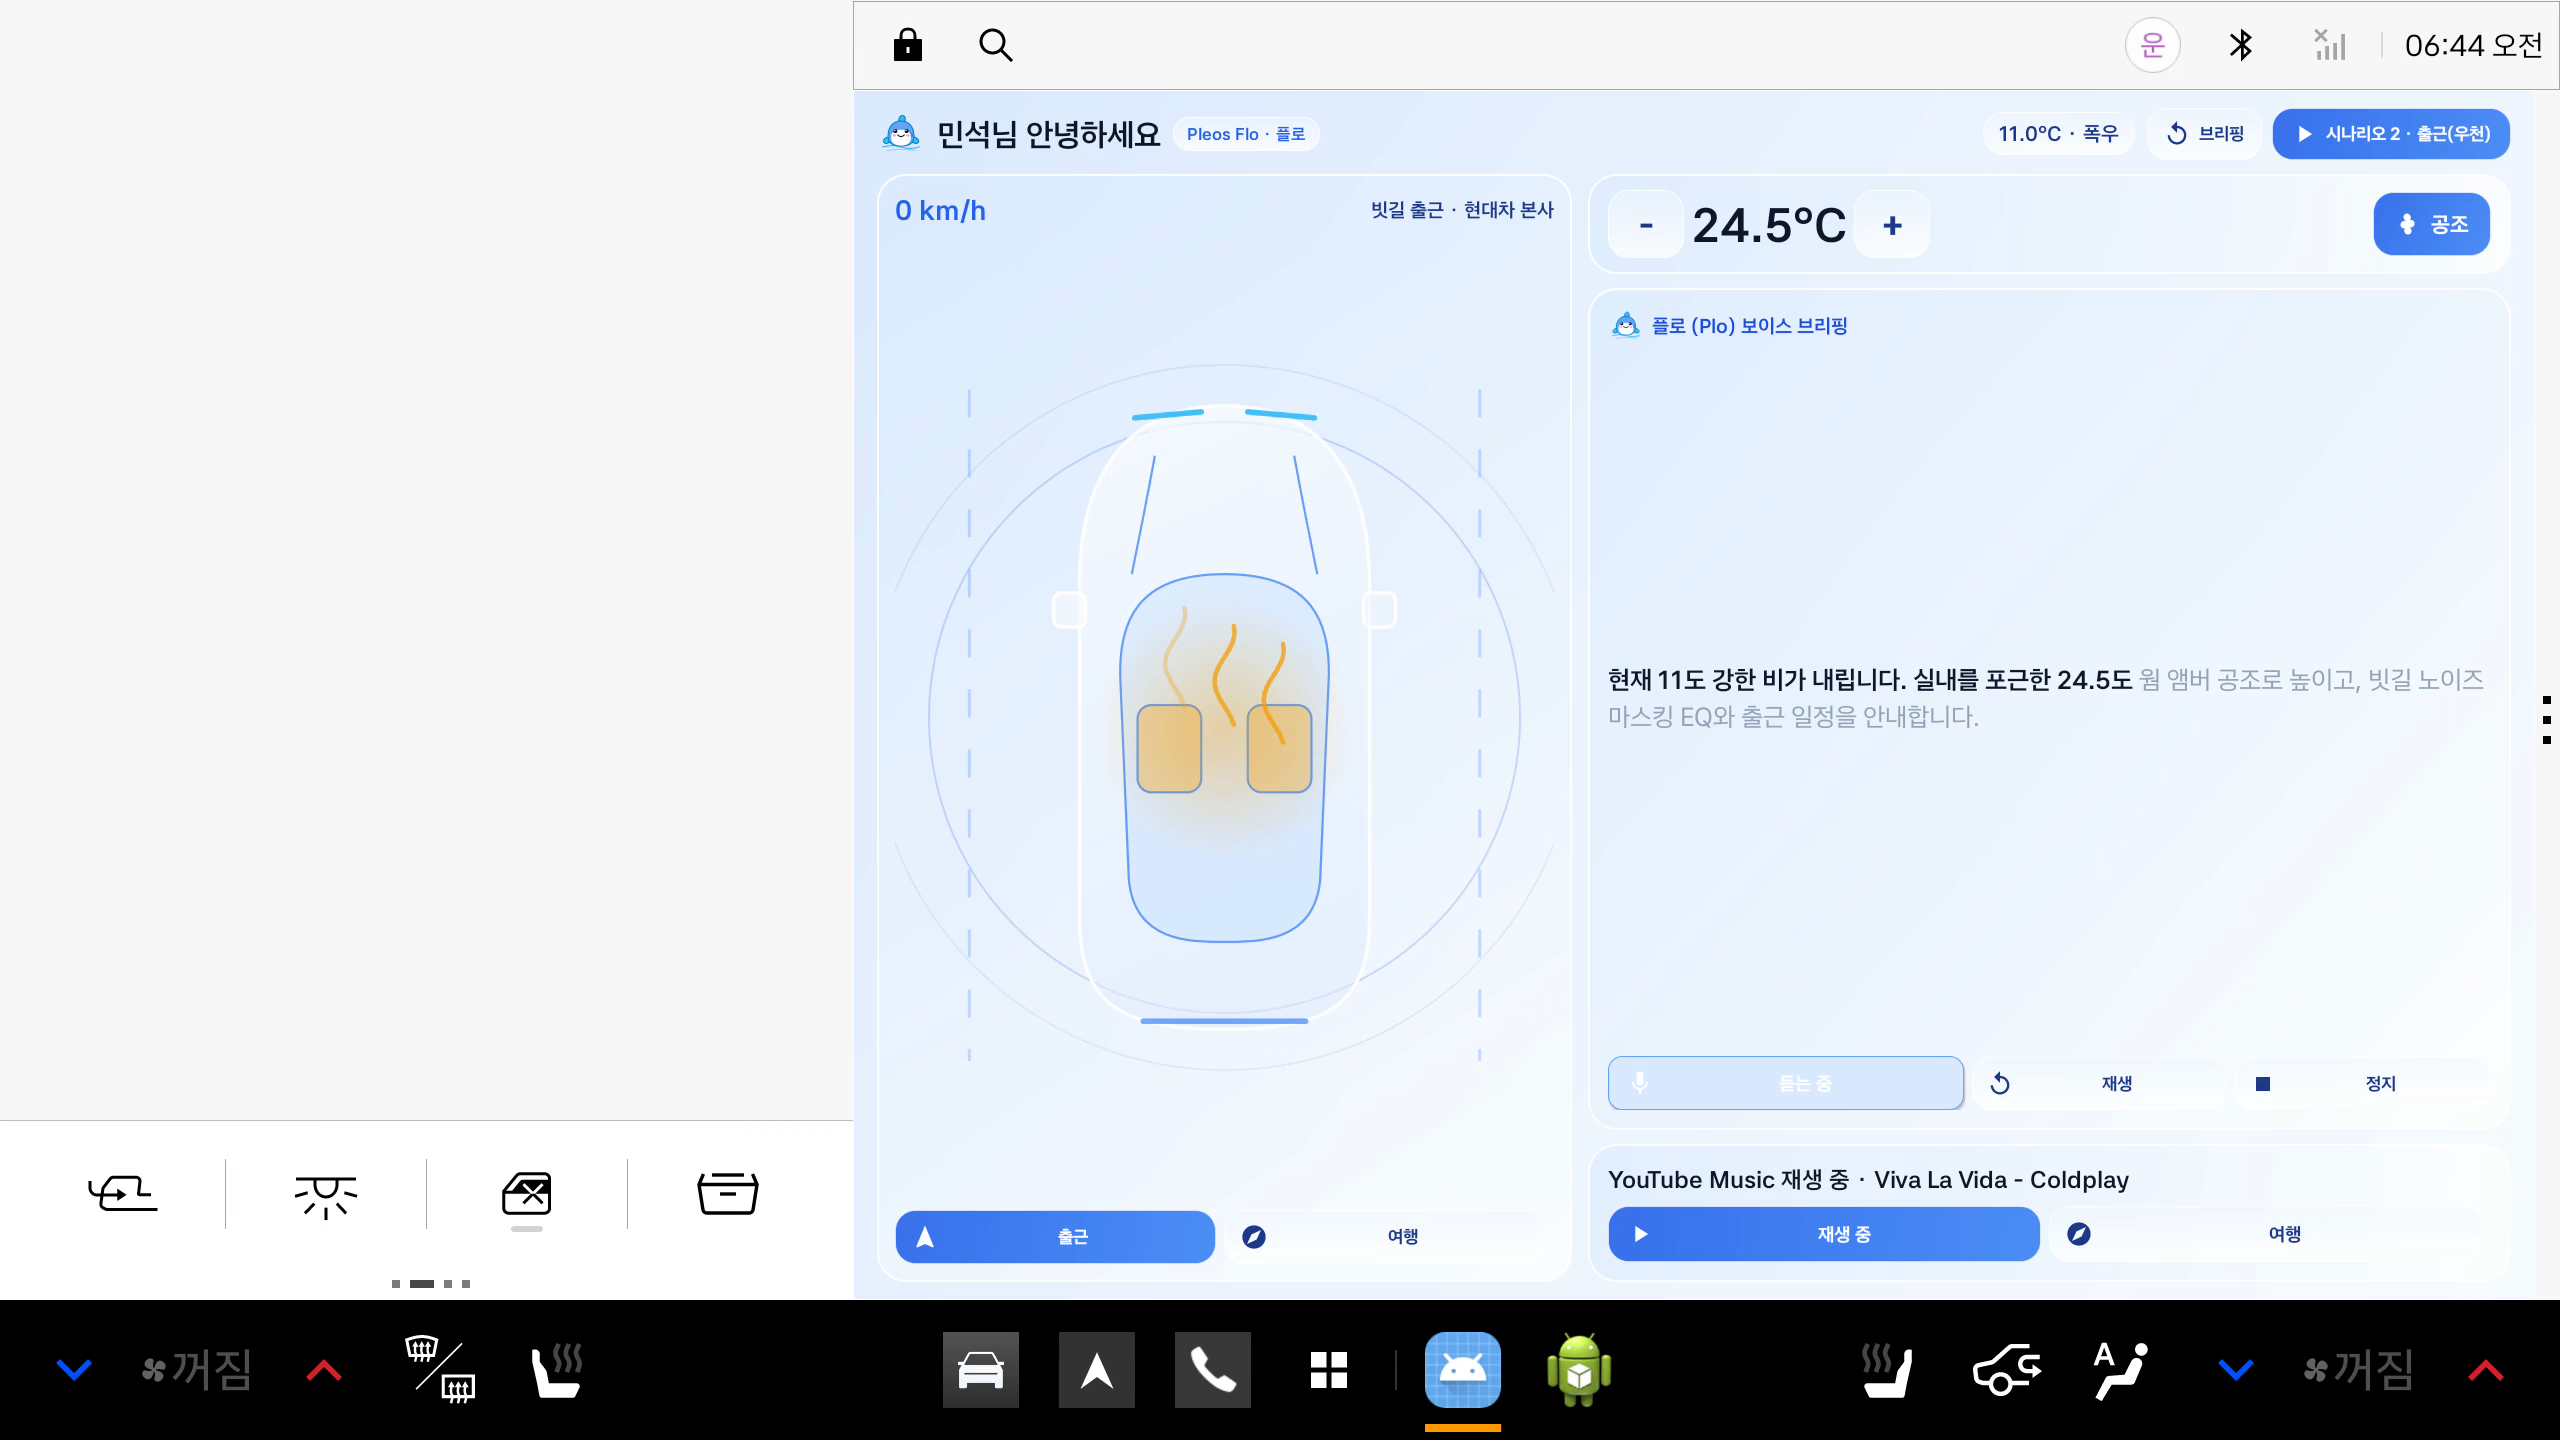 운
06:44 오전
민석님 안녕하세요
Pleos Flo · 플로
11.0°C · 폭우
브리핑
시나리오 2 · 출근(우천)
0 km/h
빗길 출근 · 현대차 본사
- 24.5°C +
공조
플로 (Plo) 보이스 브리핑
현재 11도 강한 비가 내립니다. 실내를 포근한 24.5도 웜 앰버 공조로 높이고, 빗길 노이즈
마스킹 EQ와 출근 일정을 안내합니다.
듣는 중
재생
정지
YouTube Music 재생 중 · Viva La Vida - Coldplay
재생 중
여행
출근
여행
꺼짐
A
꺼짐